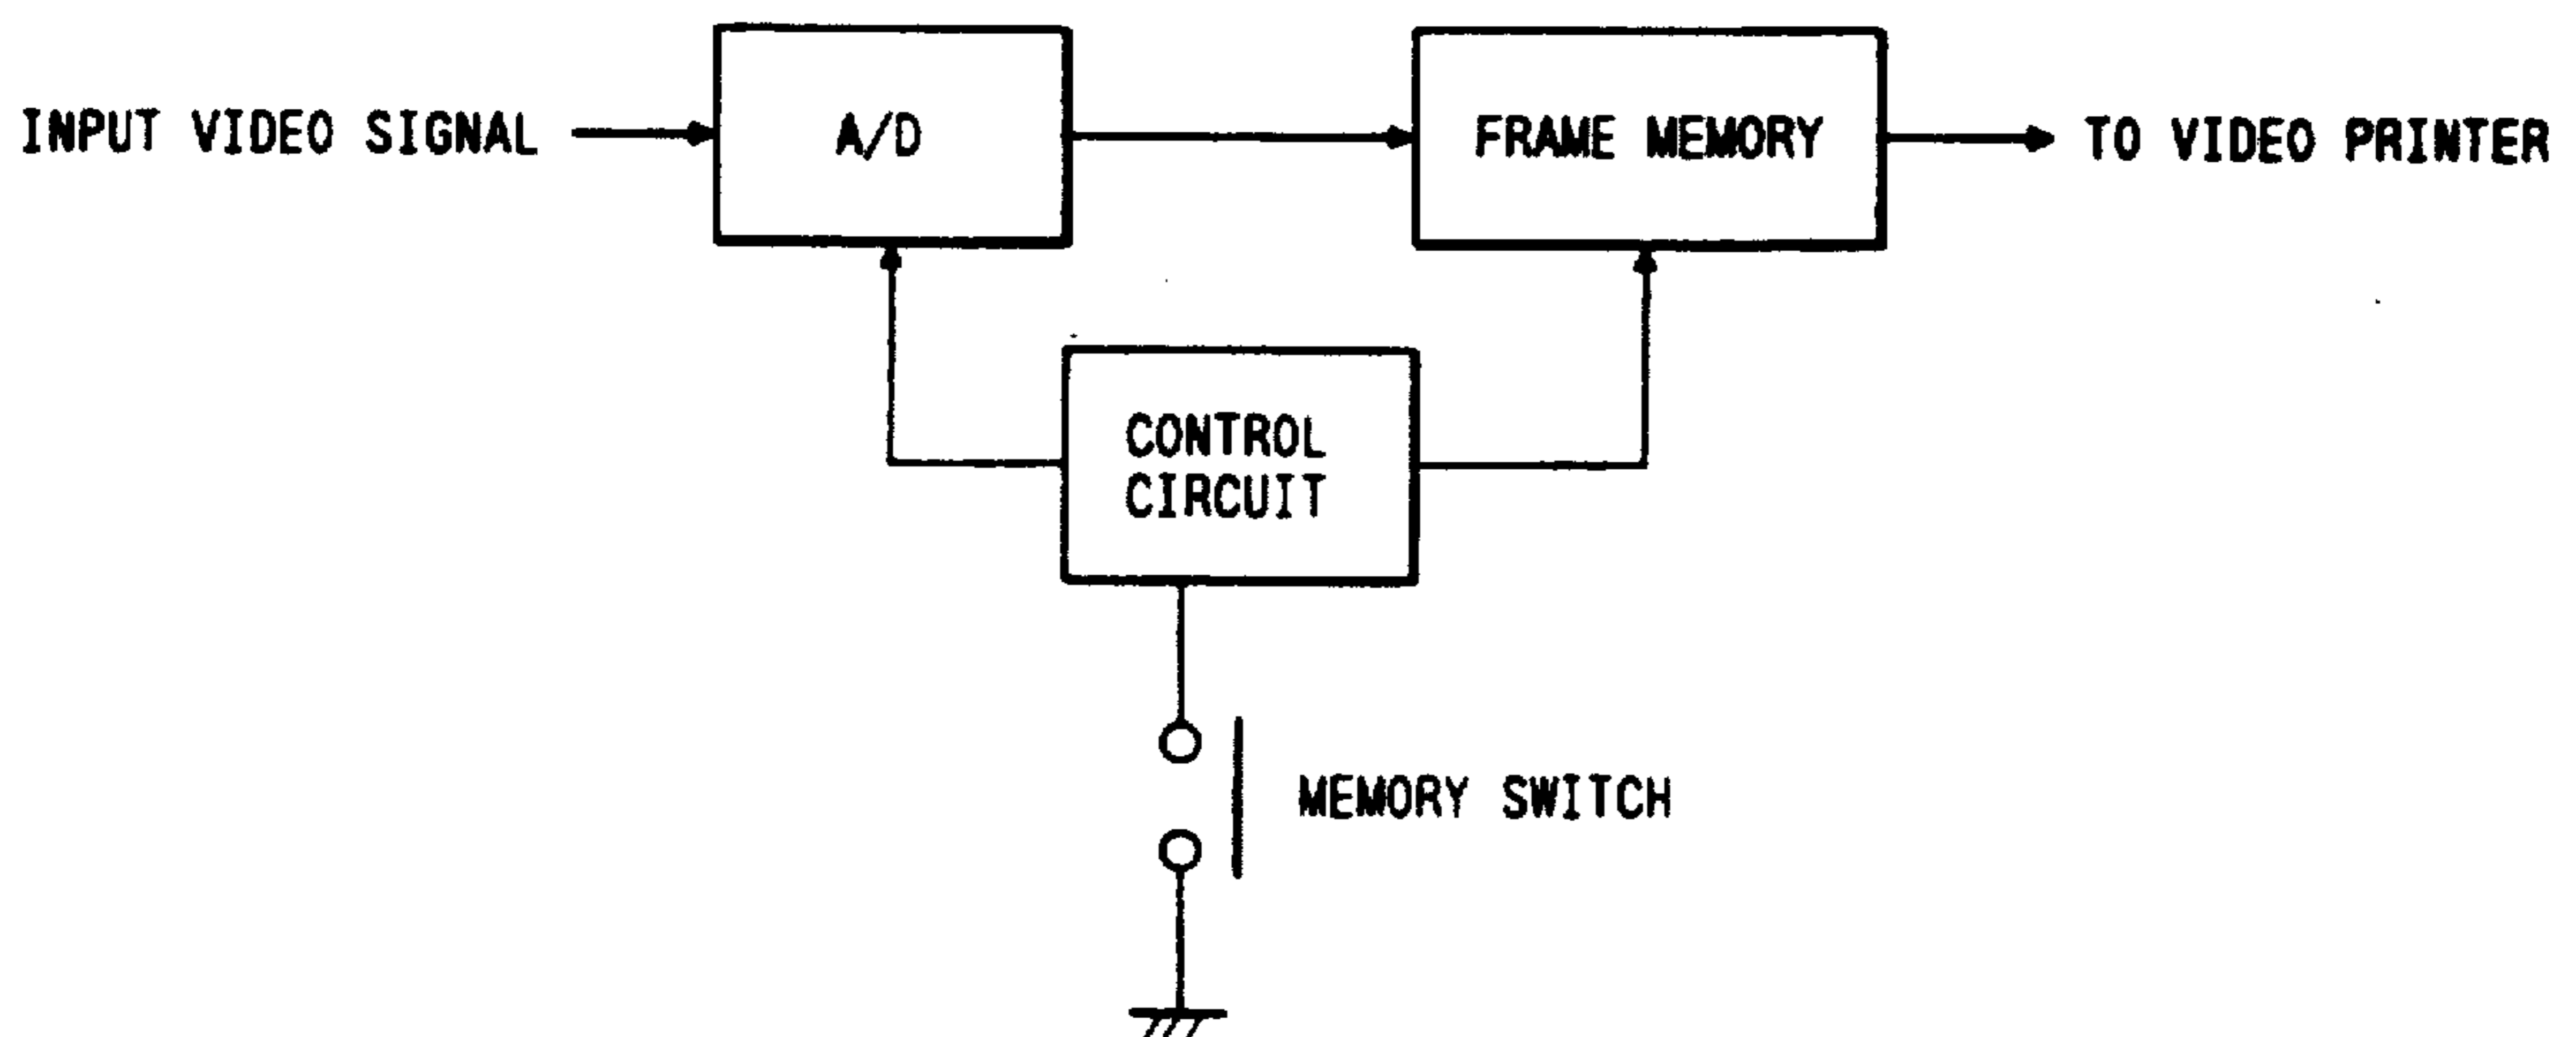 INPUT VIDEO SIGNAL
A/D
FRAME MEMORY
TO VIDEO PRINTER
CONTROL
CIRCUIT
MEMORY SWITCH